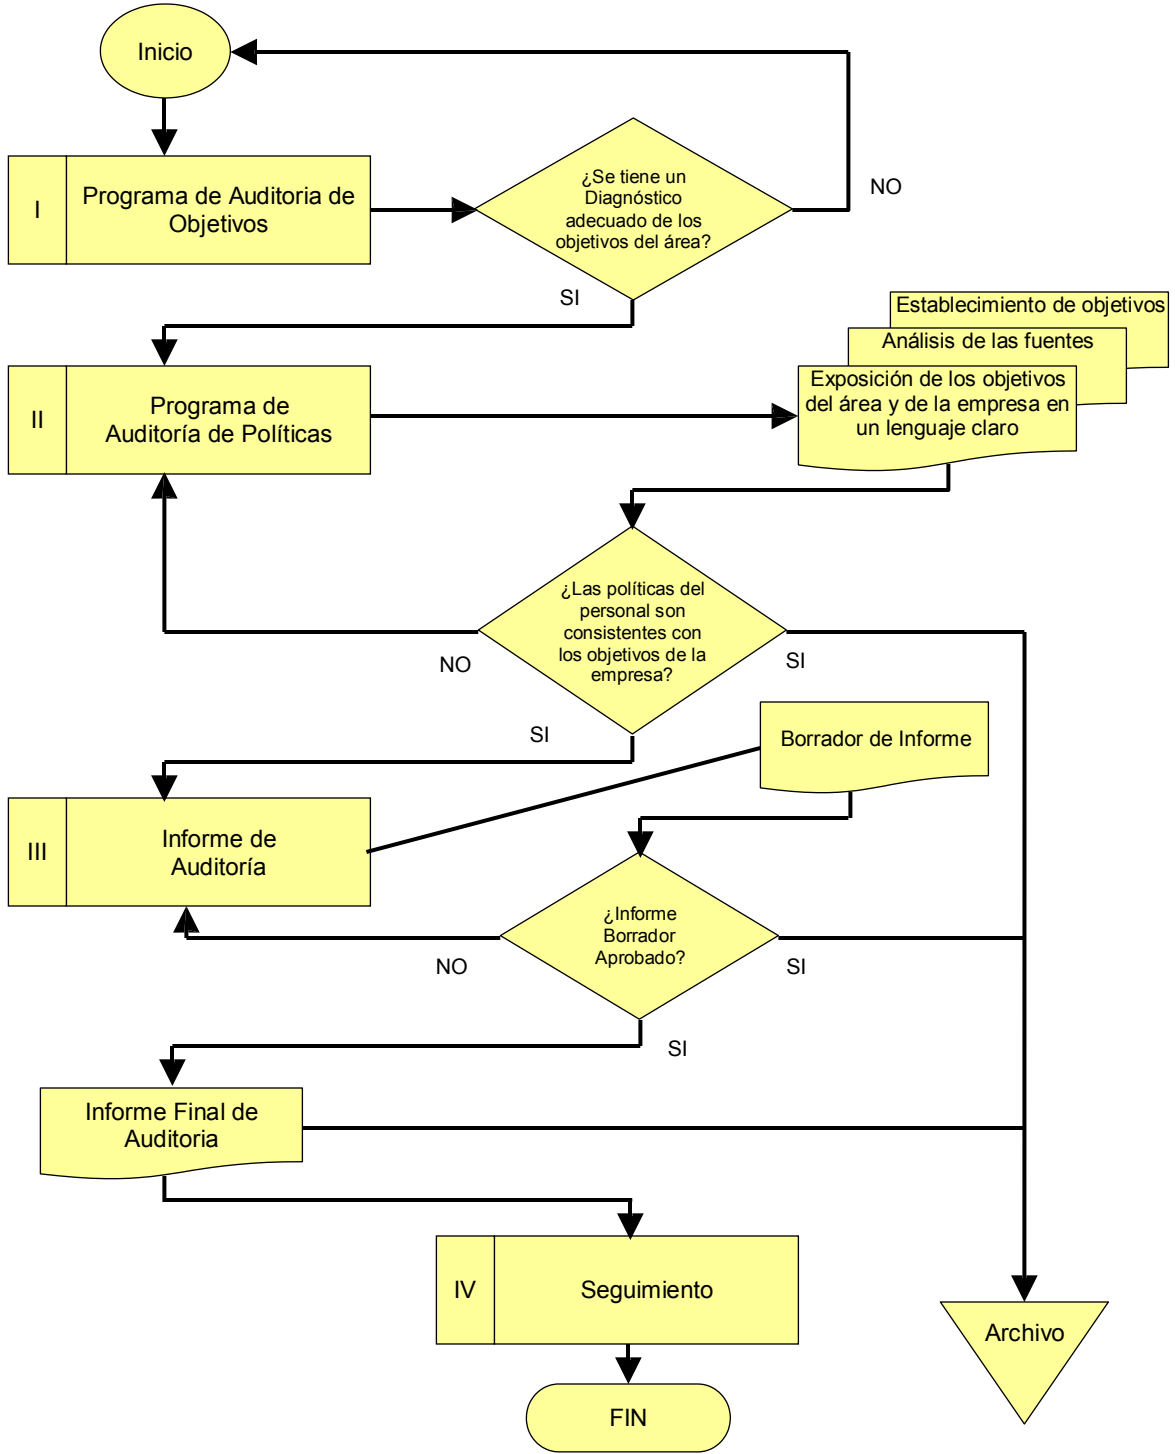 Inicio
I
Programa de Auditoria de
Objetivos
¿Se tiene un
Diagnóstico
adecuado de los
objetivos del área?
NO
SI
Establecimiento de objetivos
Análisis de las fuentes
Exposición de los objetivos
del área y de la empresa en
un lenguaje claro
II
Programa de
Auditoría de Políticas
¿Las políticas del
personal son
consistentes con
los objetivos de la
empresa?
NO
SI
SI
Borrador de Informe
III
Informe de
Auditoría
¿Informe
Borrador
Aprobado?
NO
SI
SI
Informe Final de
Auditoria
IV
Seguimiento
Archivo
FIN